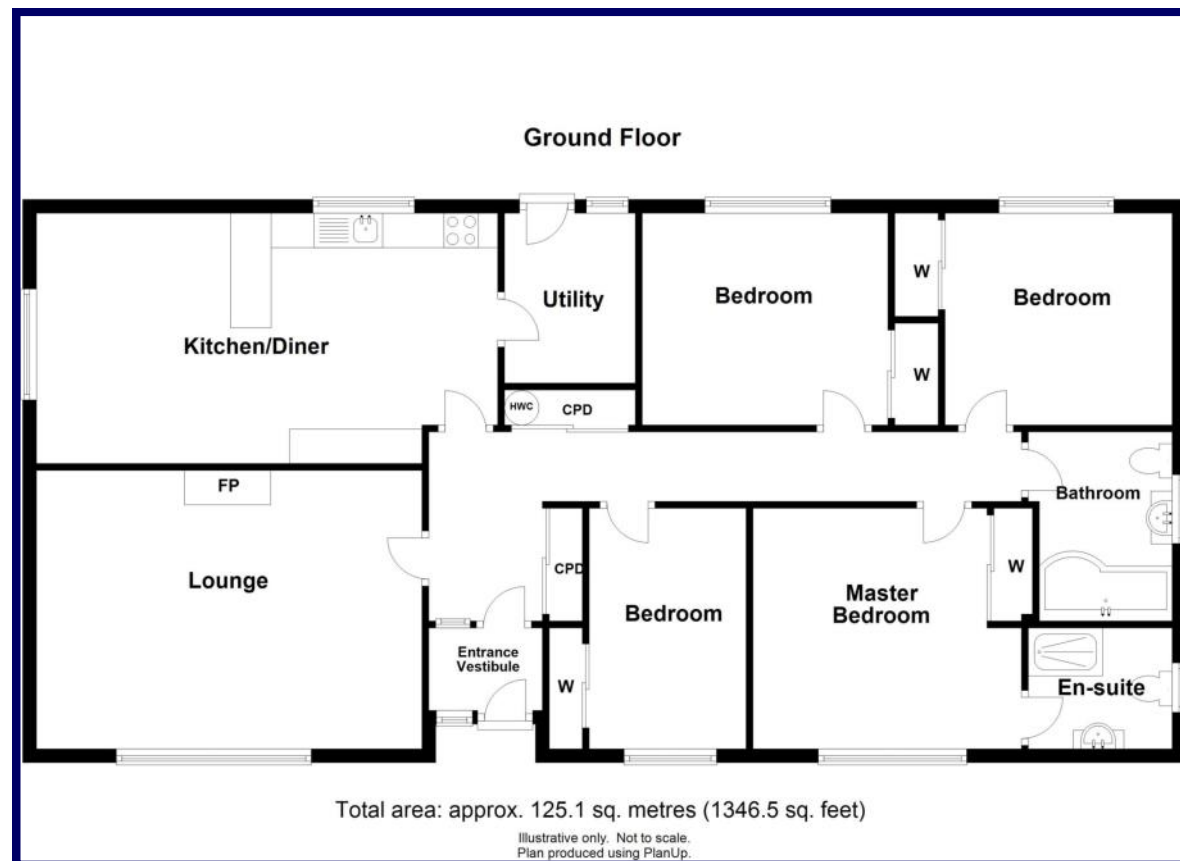 Ground Floor
Kitchen/Diner
Utility
Bedroom
W
W
Bedroom
HWC
CPD
FP
Lounge
CPD
Entrance
Vestibule
W
Bedroom
Master
Bedroom
W
Bathroom
En-suite
Total area: approx. 125.1 sq. metres (1346.5 sq. feet)
Illustrative only. Not to scale.
Plan produced using PlanUp.